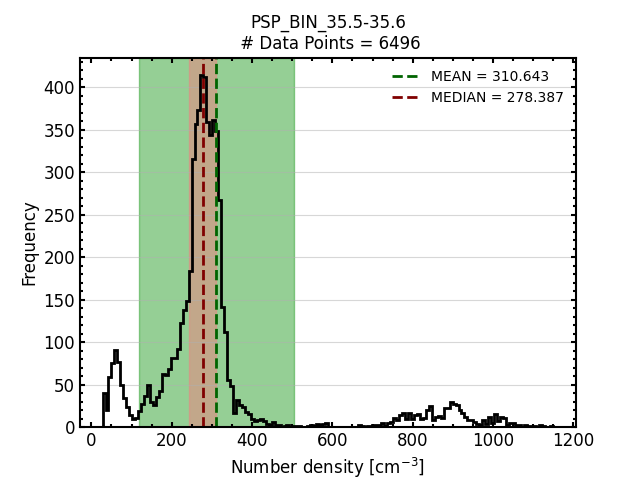 PSP_BIN_35.5-35.6
# Data Points = 6496
MEAN = 310.643
MEDIAN = 278.387
Frequency
400
350
300
250
200
150
100
50
0
0 200 400 600 800 1000 1200
Number density [cm⁻³]